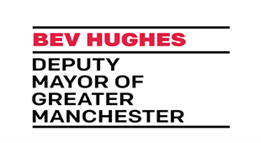 BEV HUGHES
DEPUTY
MAYOR OF
GREATER
MANCHESTER